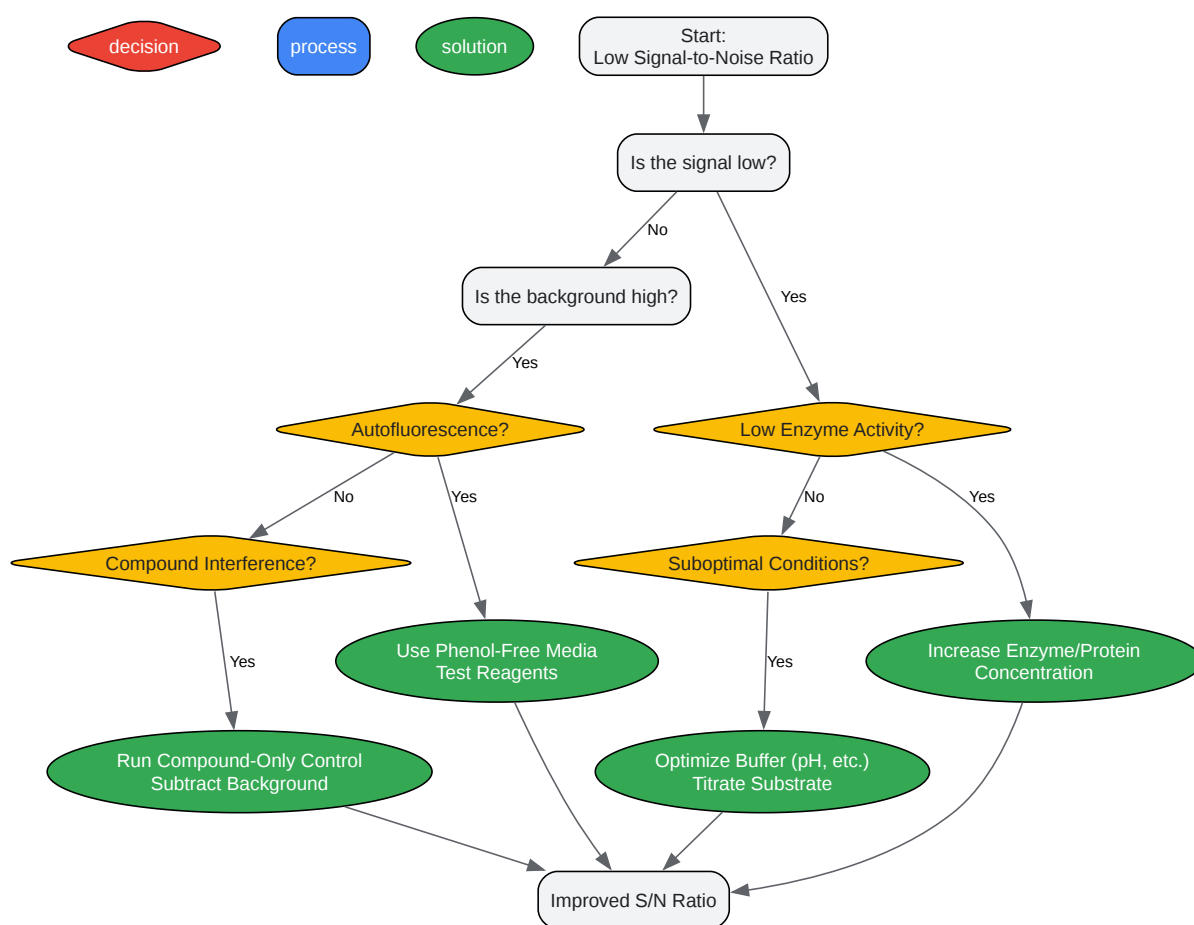 decision
process
solution
Start:
Low Signal-to-Noise Ratio
Is the signal low?
No
Is the background high?
Yes
Yes
Autofluorescence?
Low Enzyme Activity?
No
Yes
No
Yes
Compound Interference?
Suboptimal Conditions?
Use Phenol-Free Media
Test Reagents
Increase Enzyme/Protein
Concentration
Yes
Yes
Run Compound-Only Control
Subtract Background
Optimize Buffer (pH, etc.)
Titrate Substrate
Improved S/N Ratio